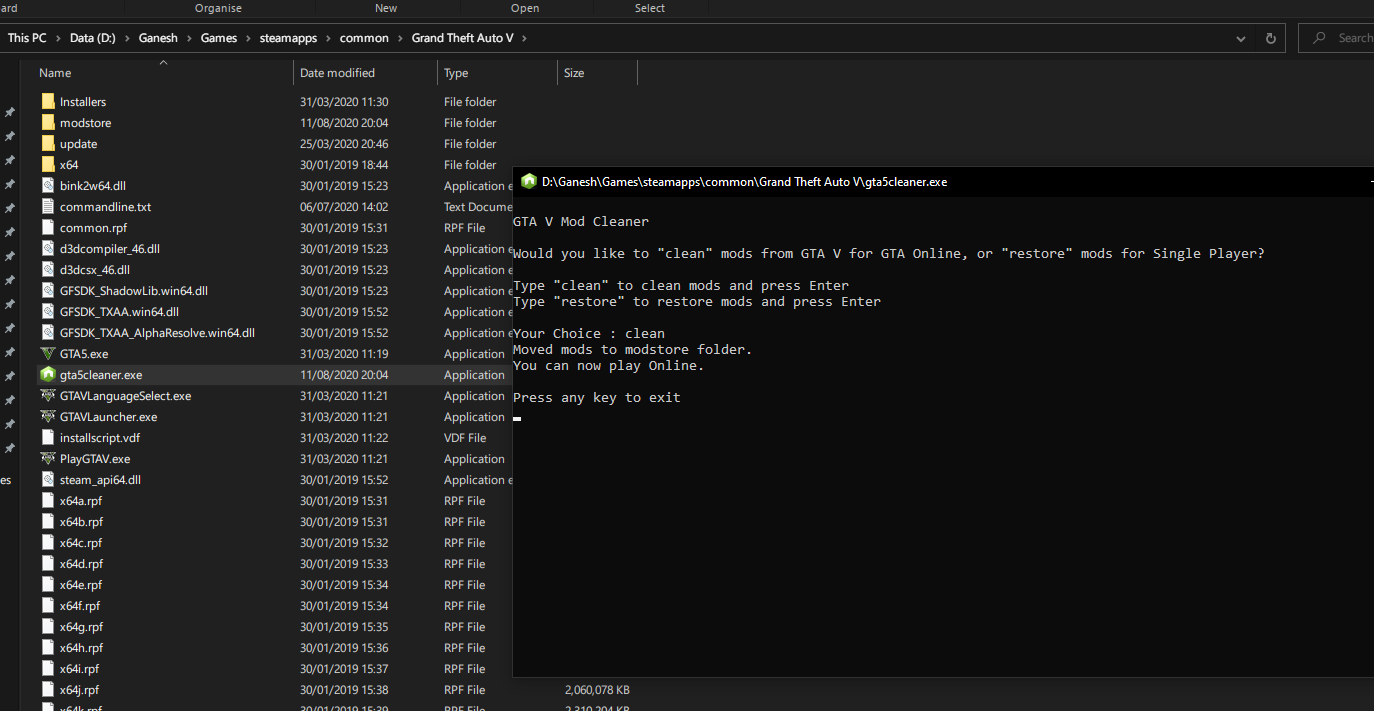 ard Organise New Open Select
This PC > Data (D:) > Ganesh > Games > steamapps > common > Grand Theft Auto V > Search
Name Date modified Type Size
Installers 31/03/2020 11:30 File folder
modstore 11/08/2020 20:04 File folder
update 25/03/2020 20:46 File folder
x64 30/01/2019 18:44 File folder
bink2w64.dll 30/01/2019 15:23 Application e
D:\Ganesh\Games\steamapps\common\Grand Theft Auto V\gta5cleaner.exe
commandline.txt 06/07/2020 14:02 Text Docume
common.rpf 30/01/2019 15:31 RPF File
d3dcompiler_46.dll 30/01/2019 15:23 Application e
d3dcsx_46.dll 30/01/2019 15:23 Application e
GFSDK_ShadowLib.win64.dll 30/01/2019 15:23 Application e
GFSDK_TXAA.win64.dll 30/01/2019 15:52 Application e
GFSDK_TXAA_AlphaResolve.win64.dll 30/01/2019 15:52 Application e
GTA5.exe 31/03/2020 11:19 Application
gta5cleaner.exe 11/08/2020 20:04 Application
GTAVLanguageSelect.exe 31/03/2020 11:21 Application
GTAVLauncher.exe 31/03/2020 11:21 Application
installscript.vdf 31/03/2020 11:22 VDF File
PlayGTAV.exe 31/03/2020 11:21 Application
es steam_api64.dll 30/01/2019 15:52 Application e
x64a.rpf 30/01/2019 15:31 RPF File
x64b.rpf 30/01/2019 15:31 RPF File
x64c.rpf 30/01/2019 15:32 RPF File
x64d.rpf 30/01/2019 15:33 RPF File
x64e.rpf 30/01/2019 15:34 RPF File
x64f.rpf 30/01/2019 15:34 RPF File
x64g.rpf 30/01/2019 15:35 RPF File
x64h.rpf 30/01/2019 15:36 RPF File
x64i.rpf 30/01/2019 15:37 RPF File
x64j.rpf 30/01/2019 15:38 RPF File 2,060,078 KB
x64k.rpf 30/01/2019 15:39 RPF File 2,310,204 KB
GTA V Mod Cleaner
Would you like to "clean" mods from GTA V for GTA Online, or "restore" mods for Single Player?
Type "clean" to clean mods and press Enter
Type "restore" to restore mods and press Enter
Your Choice : clean
Moved mods to modstore folder.
You can now play Online.
Press any key to exit